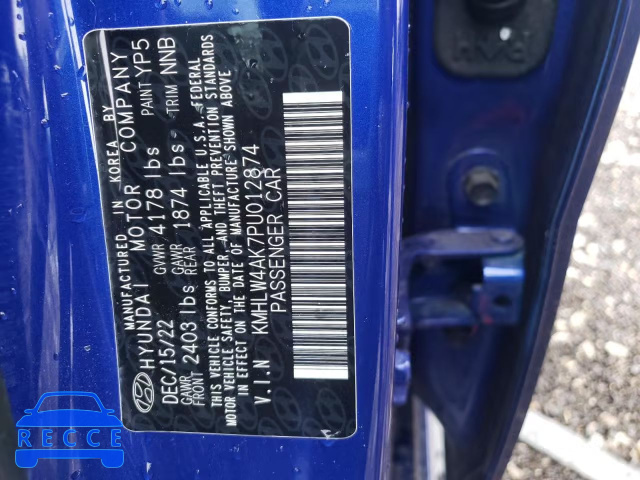 MANUFACTURED IN KOREA BY
HYUNDAI MOTOR COMPANY
DEC/15/22 GVWR 4178 lbs PAINT YP5
GAWR FRONT 2403 lbs GAWR REAR 1874 lbs TRIM NNB
THIS VEHICLE CONFORMS TO ALL APPLICABLE U.S.A. FEDERAL
MOTOR VEHICLE SAFETY, BUMPER, AND THEFT PREVENTION STANDARDS
IN EFFECT ON THE DATE OF MANUFACTURE SHOWN ABOVE
V.I.N KMHLW4AK7PU012874
PASSENGER CAR
RECCE